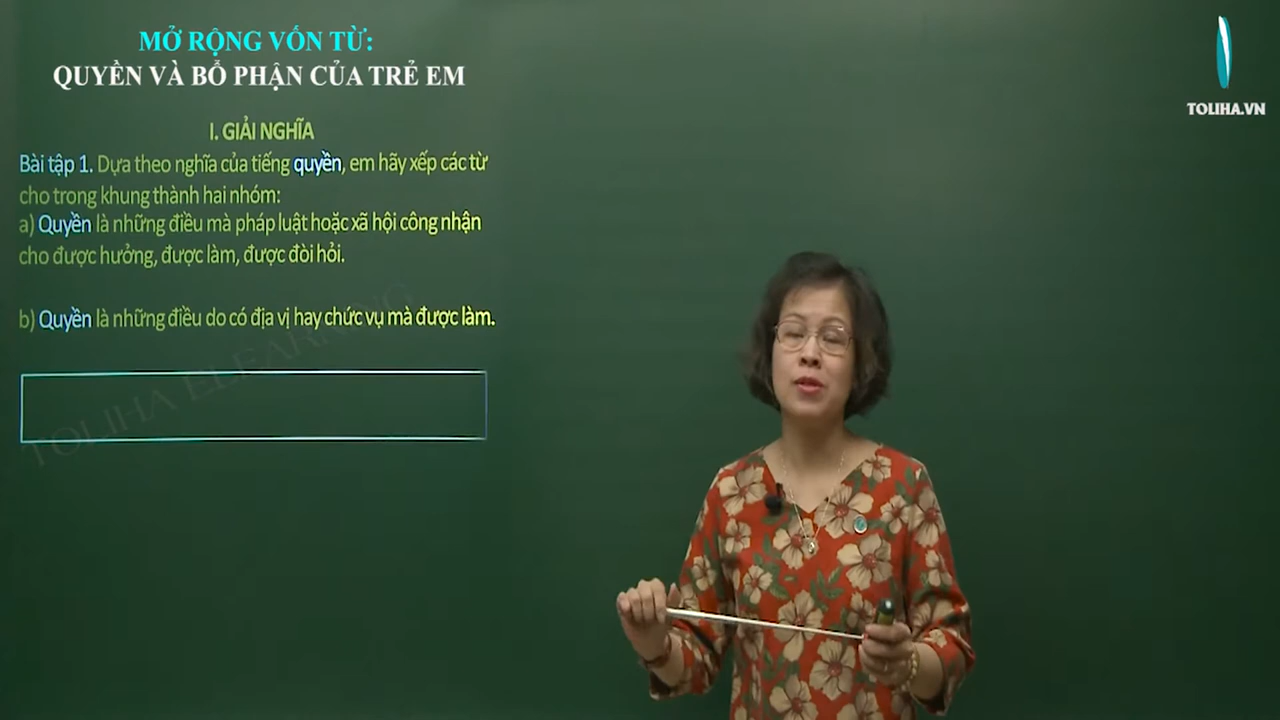 MỞ RỘNG VỐN TỪ:
QUYỀN VÀ BỖ PHẬN CỦA TRẺ EM
TOLIHA.VN
I. GIẢI NGHĨA
Bài tập 1. Dựa theo nghĩa của tiếng quyền, em hãy xếp các từ
cho trong khung thành hai nhóm:
a) Quyền là những điều mà pháp luật hoặc xã hội công nhận
cho được hưởng, được làm, được đòi hỏi.
b) Quyền là những điều do có địa vị hay chức vụ mà được làm.
TOLIHA ELEARNING